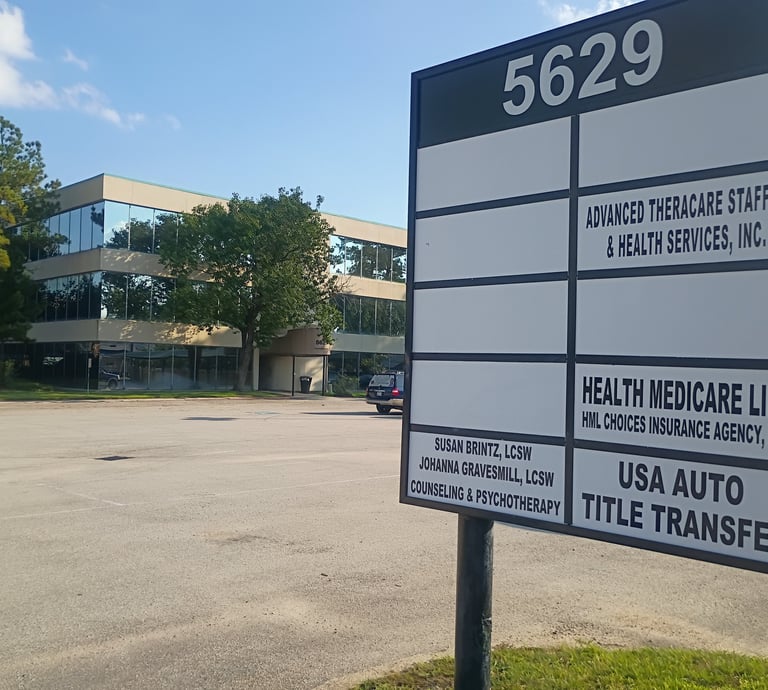 5629
ADVANCED THERACARE STAFF
& HEALTH SERVICES, INC.
HEALTH MEDICARE LI
HML CHOICES INSURANCE AGENCY,
SUSAN BRINTZ, LCSW
JOHANNA GRAVESMILL, LCSW
COUNSELING & PSYCHOTHERAPY
USA AUTO
TITLE TRANSFE